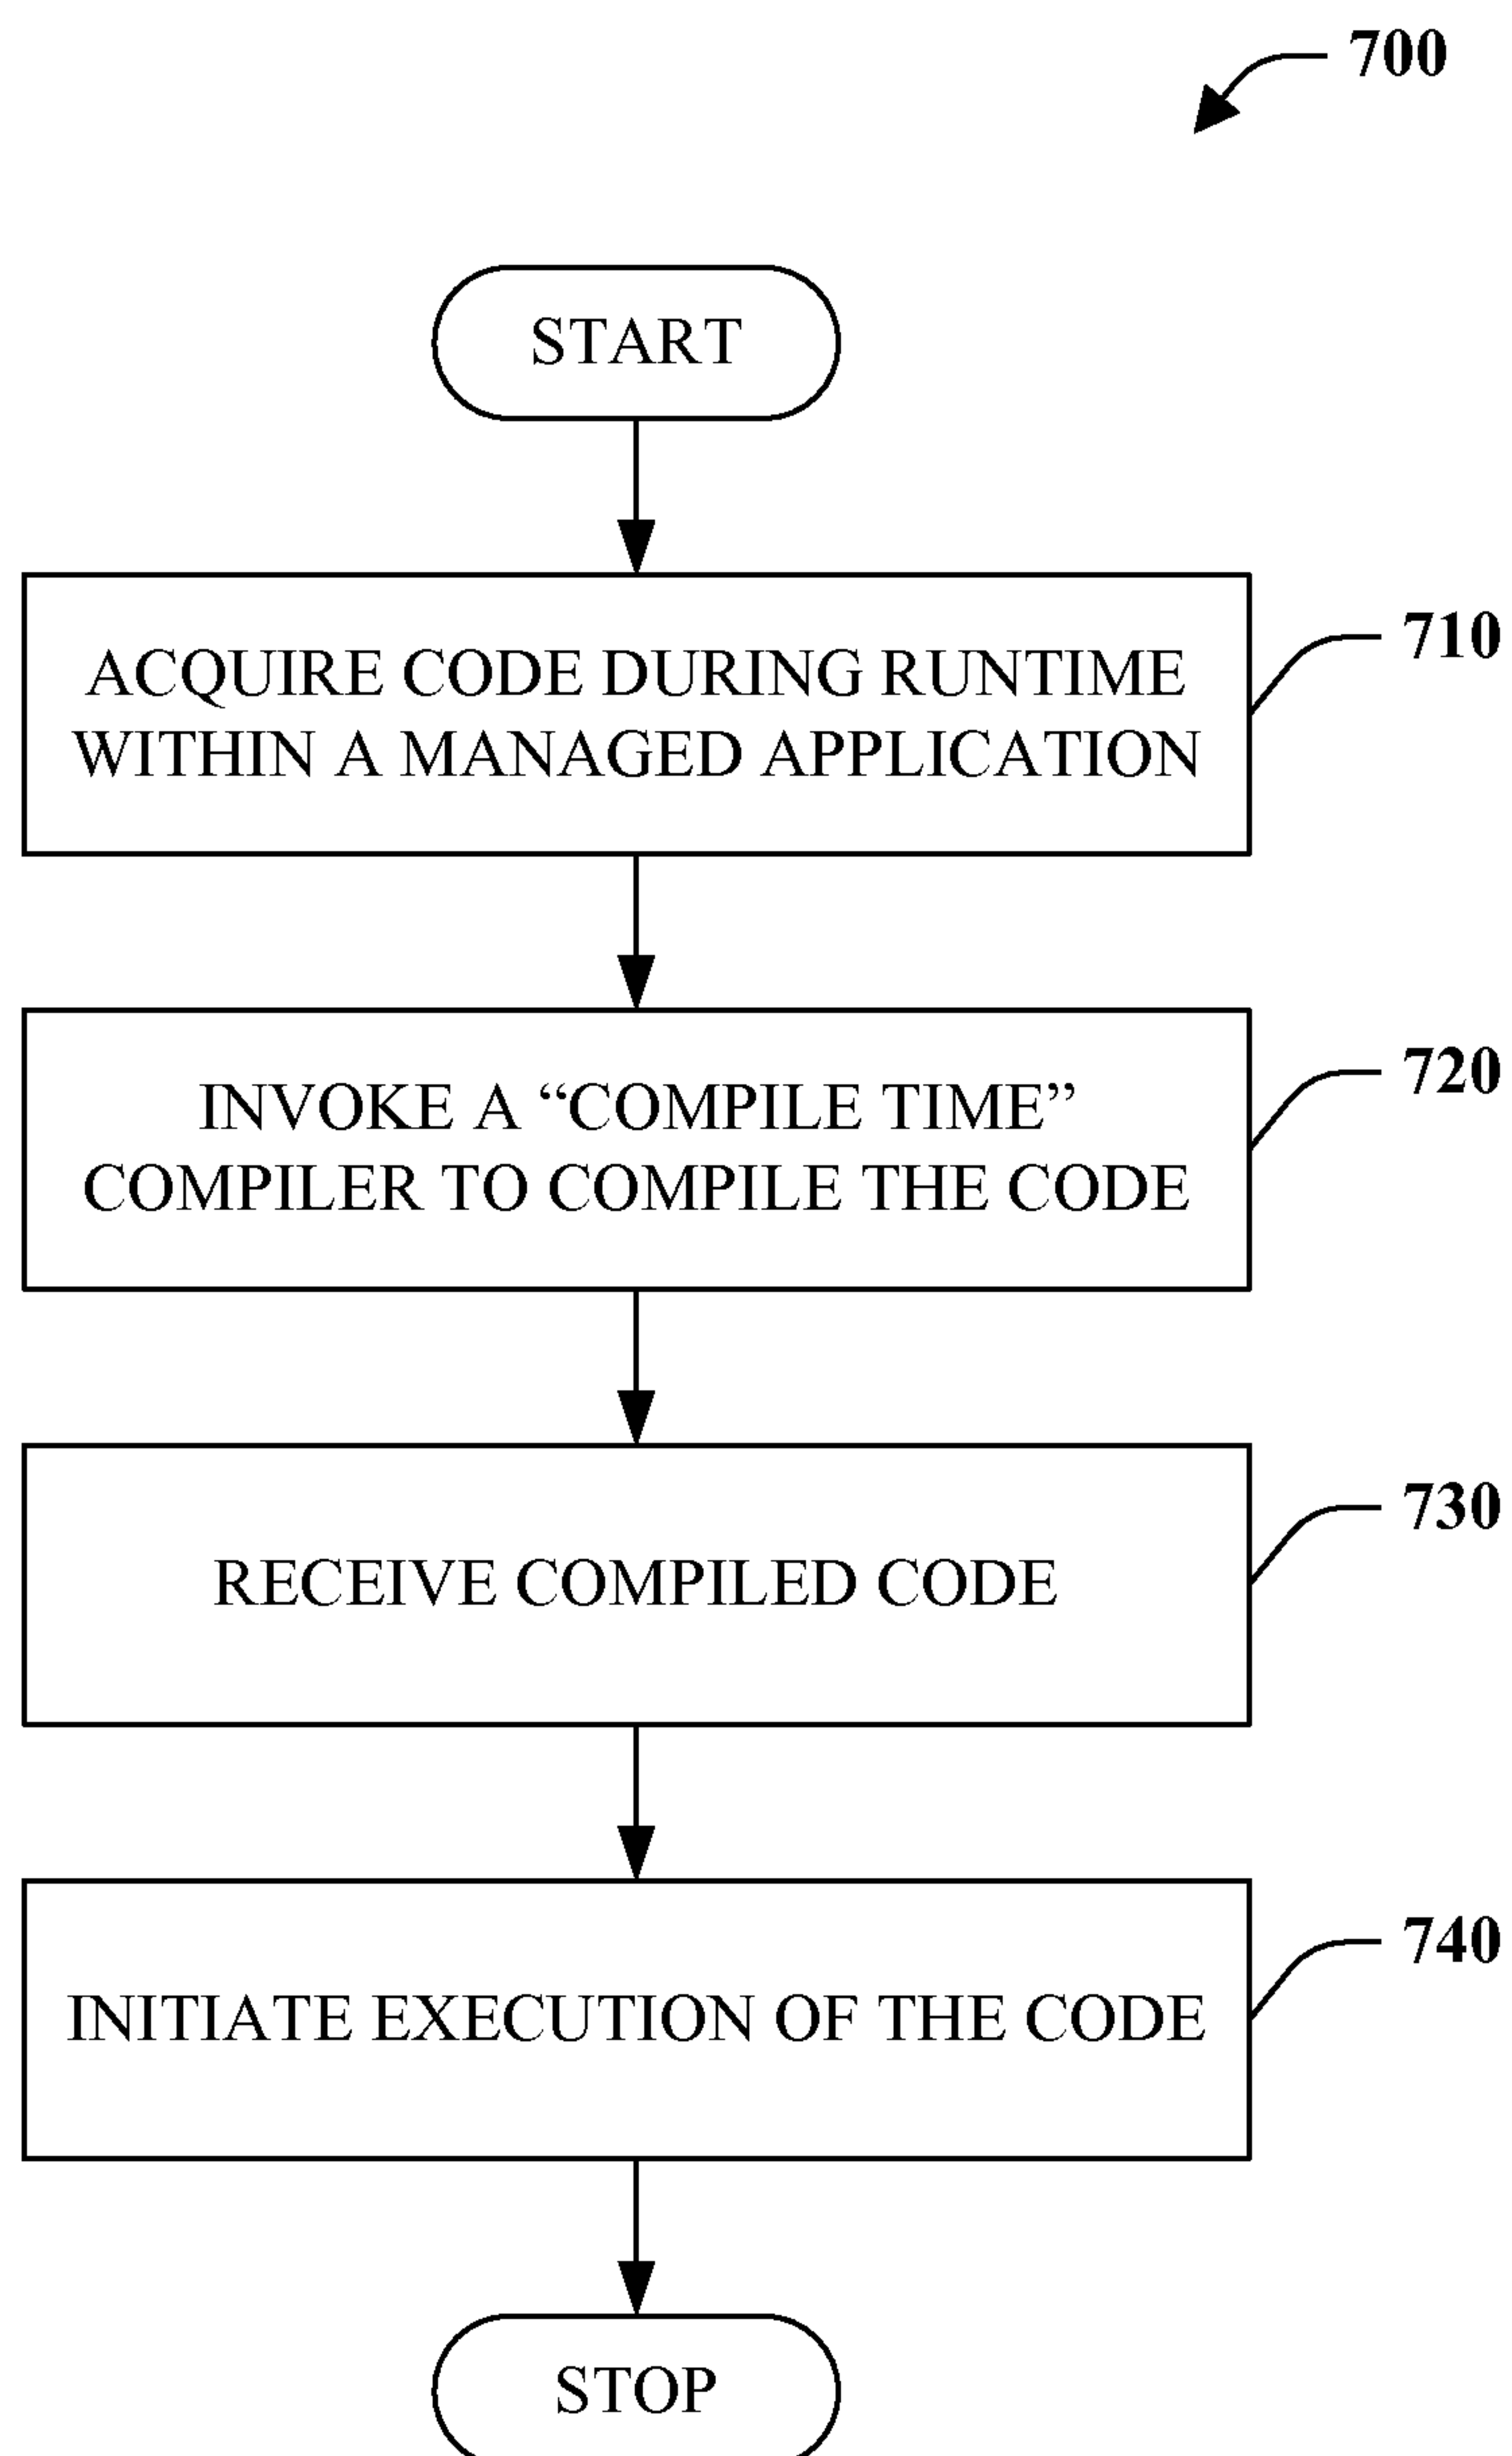 700
START
ACQUIRE CODE DURING RUNTIME
WITHIN A MANAGED APPLICATION
710
INVOKE A “COMPILE TIME”
COMPILER TO COMPILE THE CODE
720
RECEIVE COMPILED CODE
730
INITIATE EXECUTION OF THE CODE
740
STOP